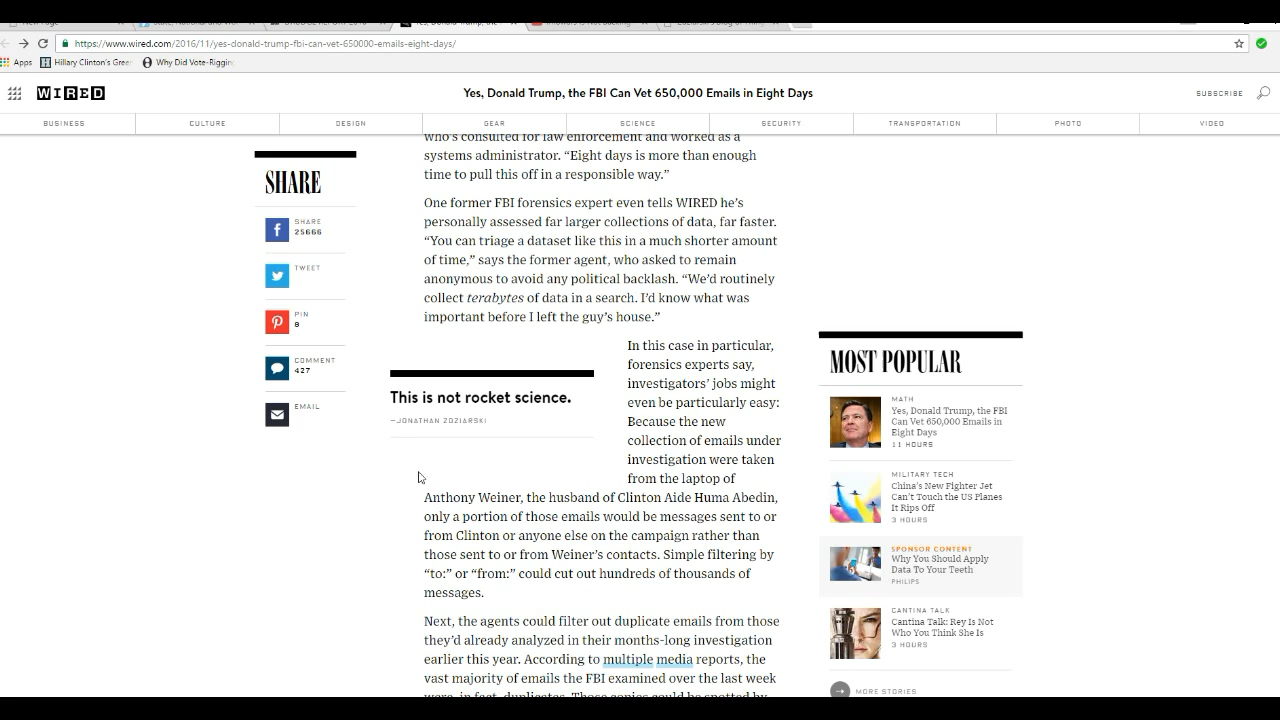 https://www.wired.com/2016/11/yes-donald-trump-fbi-can-vet-650000-emails-eight-days/
Apps
Hillary Clinton's Gree
Why Did Vote-Riggin
WIRED
Yes, Donald Trump, the FBI Can Vet 650,000 Emails in Eight Days
SUBSCRIBE
BUSINESS
CULTURE
DESIGN
GEAR
SCIENCE
SECURITY
TRANSPORTATION
PHOTO
VIDEO
SHARE
SHARE
25666
TWEET
PIN
COMMENT
427
EMAIL
who's consulted for law enforcement and worked as a
systems administrator. “Eight days is more than enough
time to pull this off in a responsible way.”
One former FBI forensics expert even tells WIRED he's
personally assessed far larger collections of data, far faster.
“You can triage a dataset like this in a much shorter amount
of time,” says the former agent, who asked to remain
anonymous to avoid any political backlash. “We'd routinely
collect terabytes of data in a search. I'd know what was
important before I left the guy's house.”
This is not rocket science.
—JONATHAN ZDZIARSKI
In this case in particular,
forensics experts say,
investigators' jobs might
even be particularly easy:
Because the new
collection of emails under
investigation were taken
from the laptop of
Anthony Weiner, the husband of Clinton Aide Huma Abedin,
only a portion of those emails would be messages sent to or
from Clinton or anyone else on the campaign rather than
those sent to or from Weiner's contacts. Simple filtering by
“to:” or “from:” could cut out hundreds of thousands of
messages.
Next, the agents could filter out duplicate emails from those
they'd already analyzed in their months-long investigation
earlier this year. According to multiple media reports, the
vast majority of emails the FBI examined over the last week
were, in fact, duplicates. Those copies could be spotted by
MOST POPULAR
MATH
Yes, Donald Trump, the FBI
Can Vet 650,000 Emails in
Eight Days
11 HOURS
MILITARY TECH
China's New Fighter Jet
Can't Touch the US Planes
It Rips Off
3 HOURS
SPONSOR CONTENT
Why You Should Apply
Data To Your Teeth
PHILIPS
CANTINA TALK
Cantina Talk: Rey Is Not
Who You Think She Is
3 HOURS
MORE STORIES